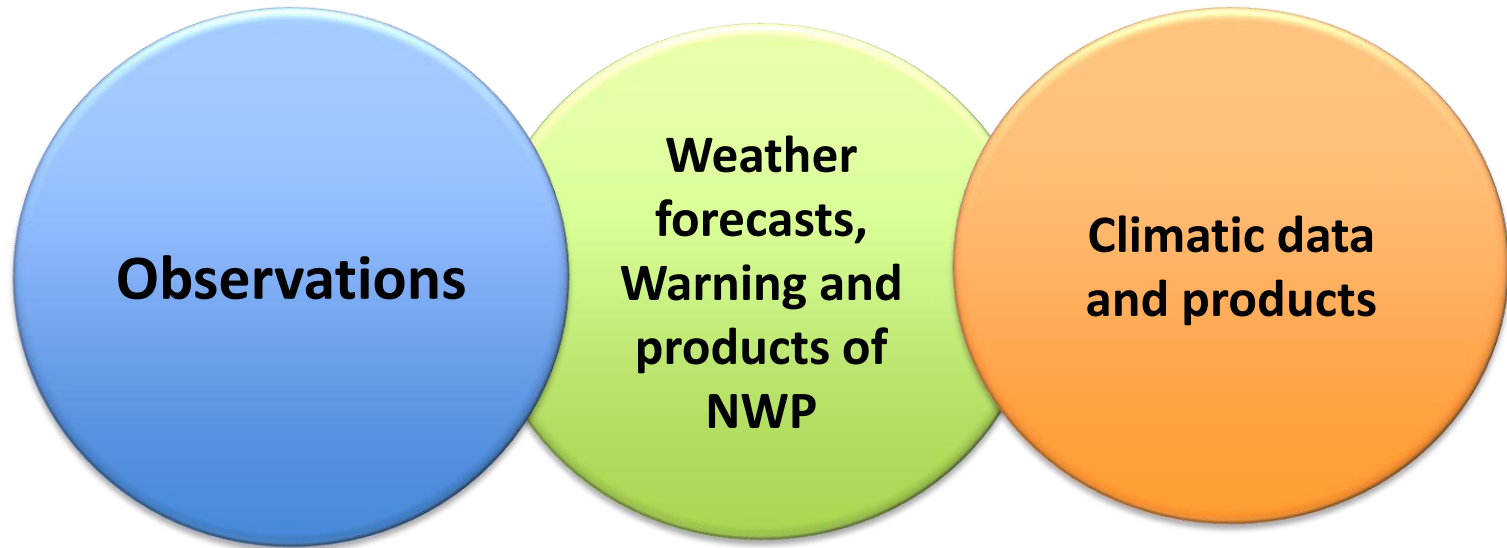 Observations
Weather
forecasts,
Warning and
products of
NWP
Climatic data
and products